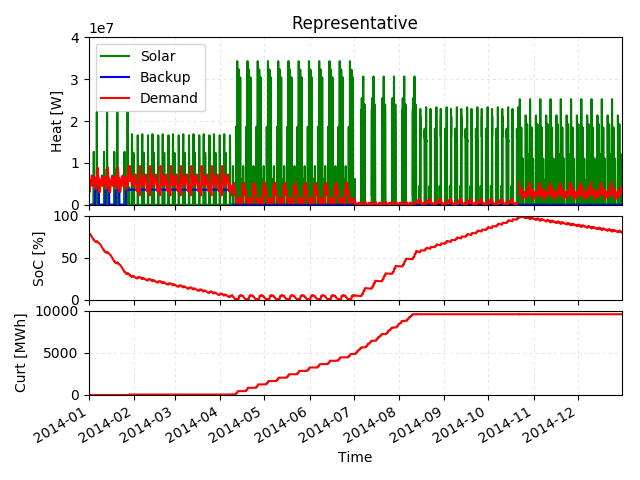 Representative
1e7
4
3
2
1
0
Heat [W]
Solar
Backup
Demand
100
50
0
SoC [%]
10000
5000
0
Curt [MWh]
2014-01
2014-02
2014-03
2014-04
2014-05
2014-06
2014-07
2014-08
2014-09
2014-10
2014-11
2014-12
Time